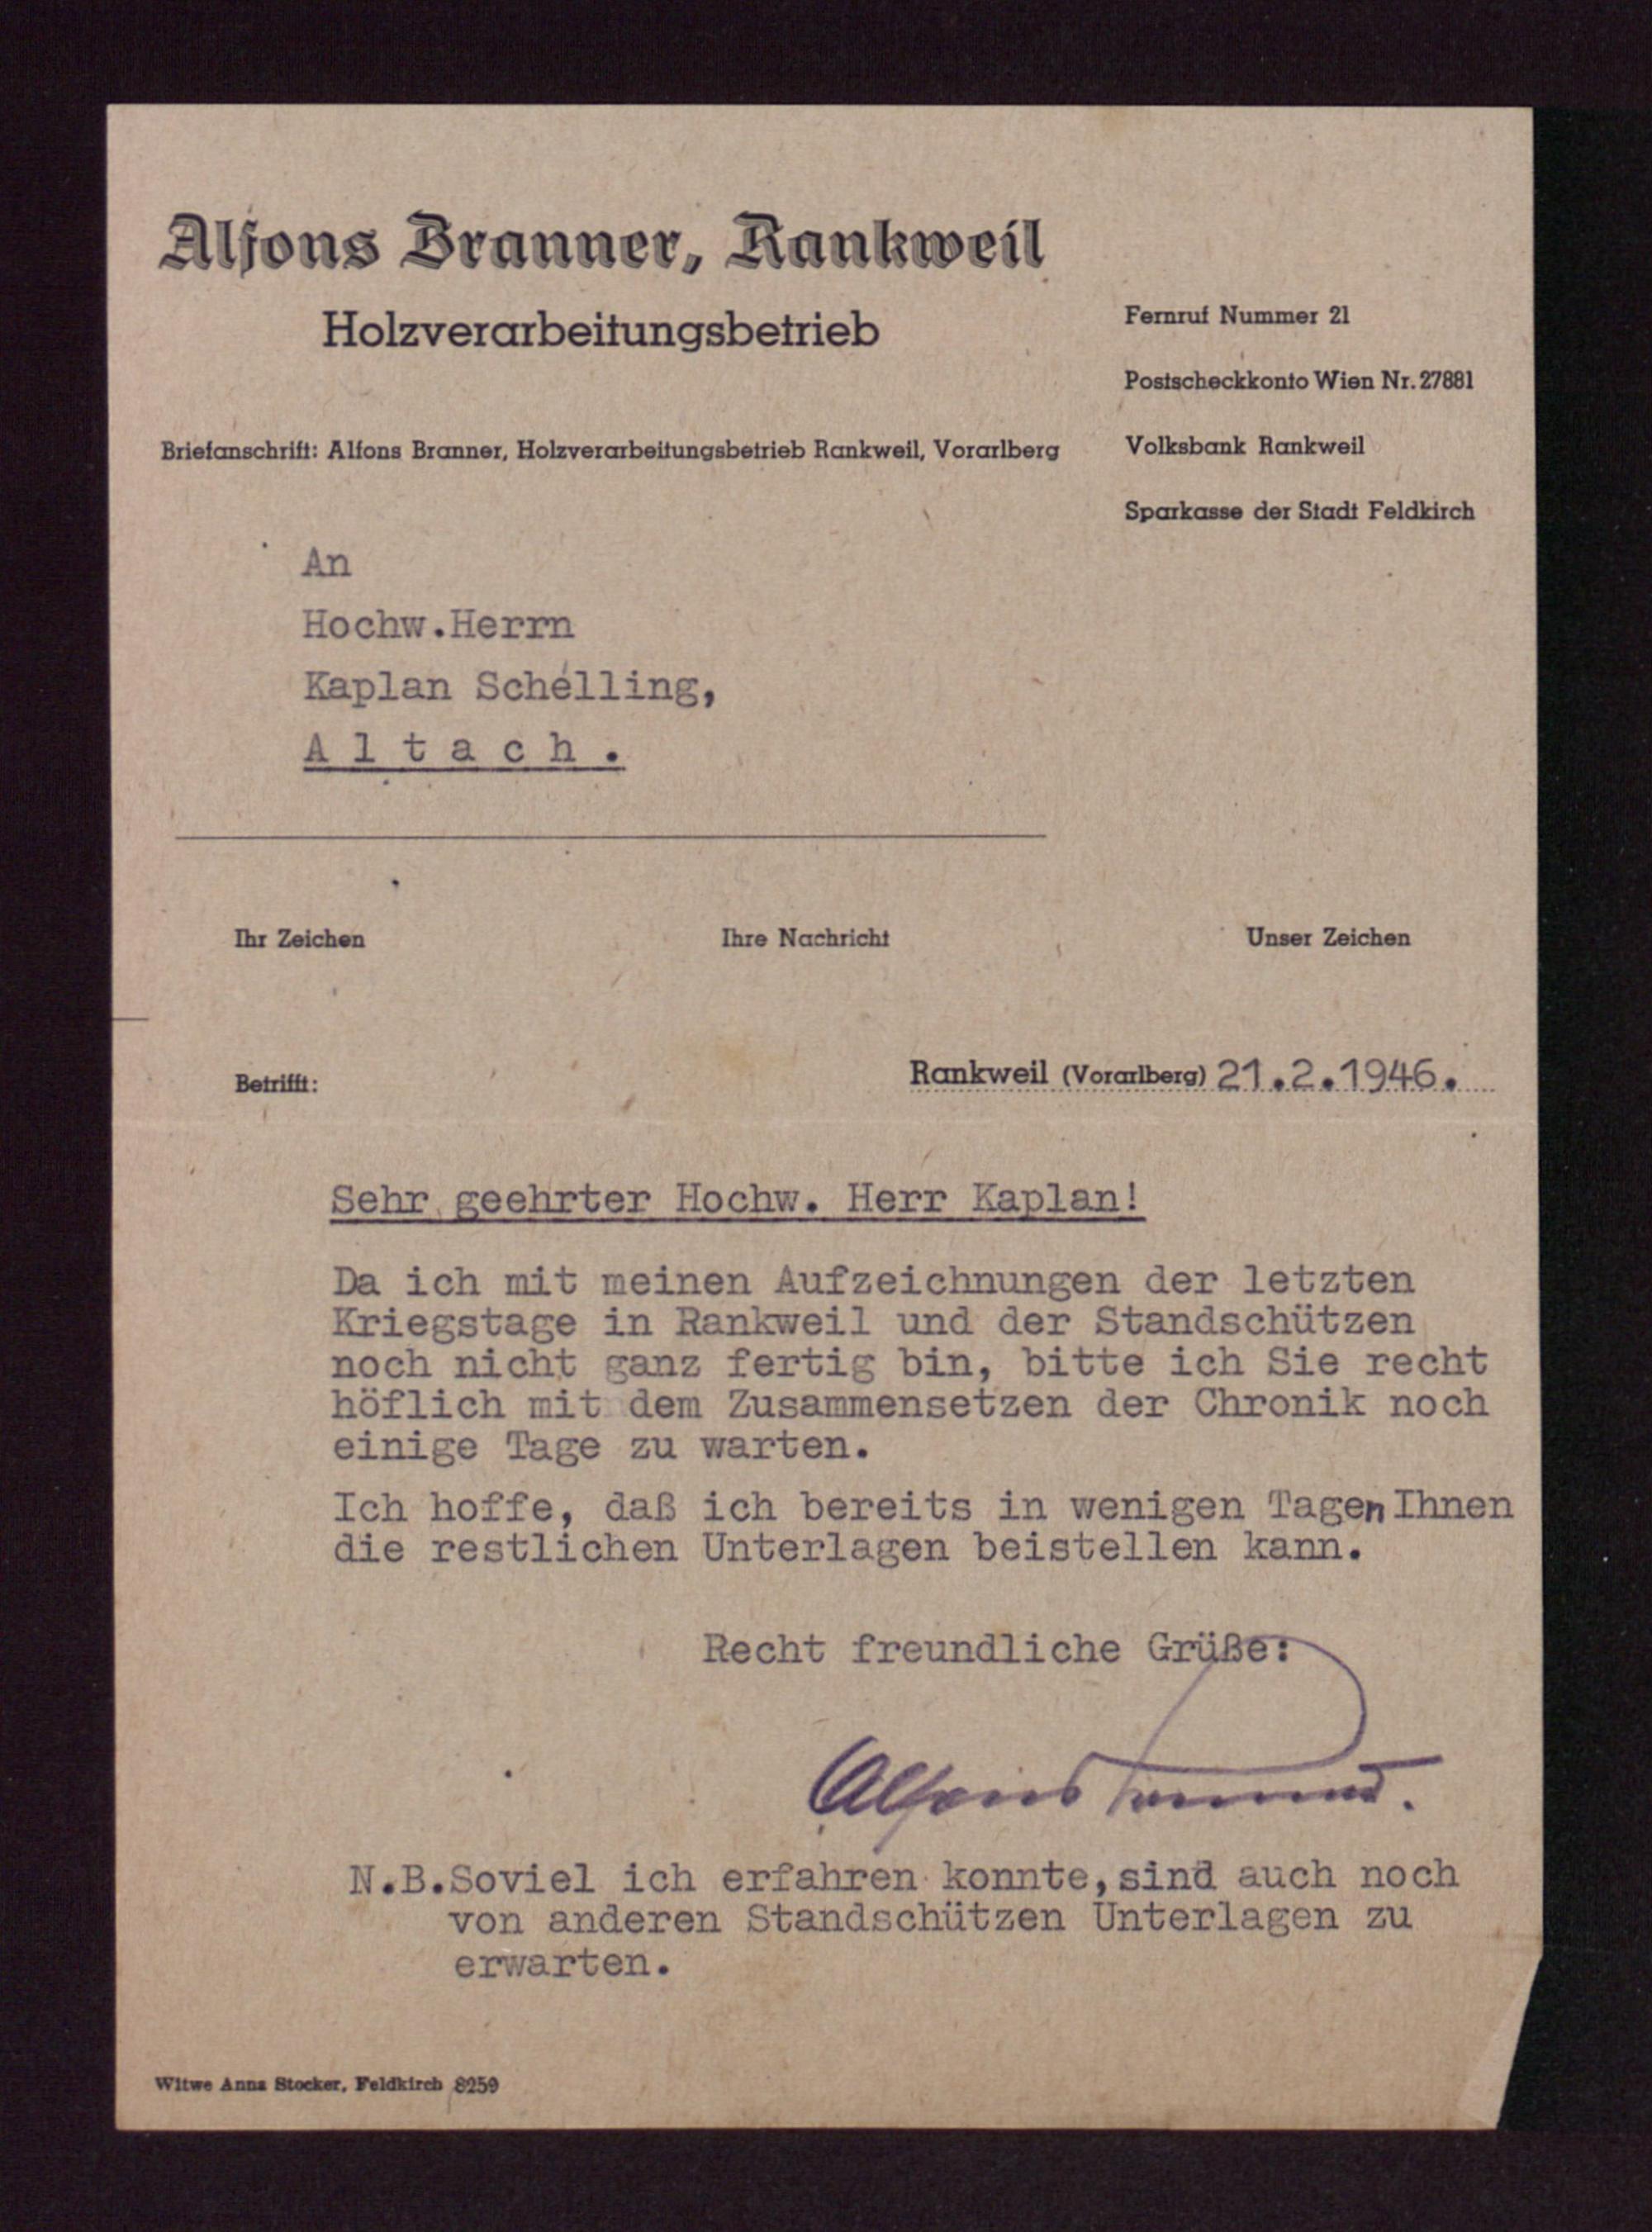 Alfons Branner, Rankweil
Holzverarbeitungsbetrieb
Fernruf Nummer 21
Postscheckkonto Wien Nr. 27881
Briefanschrift: Alfons Branner, Holzverarbeitungsbetrieb Rankweil, Vorarlberg
Volksbank Rankweil
Sparkasse der Stadt Feldkirch
An
Hochw.Herrn
Kaplan Schelling,
A l t a c h .
Ihr Zeichen Ihre Nachricht Unser Zeichen
Betrifft:
Rankweil (Vorarlberg) 21.2.1946.
Sehr geehrter Hochw. Herr Kaplan!
Da ich mit meinen Aufzeichnungen der letzten
Kriegstage in Rankweil und der Standschützen
noch nicht ganz fertig bin, bitte ich Sie recht
höflich mit dem Zusammensetzen der Chronik noch
einige Tage zu warten.
Ich hoffe, daß ich bereits in wenigen Tagen Ihnen
die restlichen Unterlagen beistellen kann.
Recht freundliche Grüße:
Alfons Branner.
N.B.Soviel ich erfahren konnte,sind auch noch
von anderen Standschützen Unterlagen zu
erwarten.
Witwe Anna Stocker, Feldkirch 8259